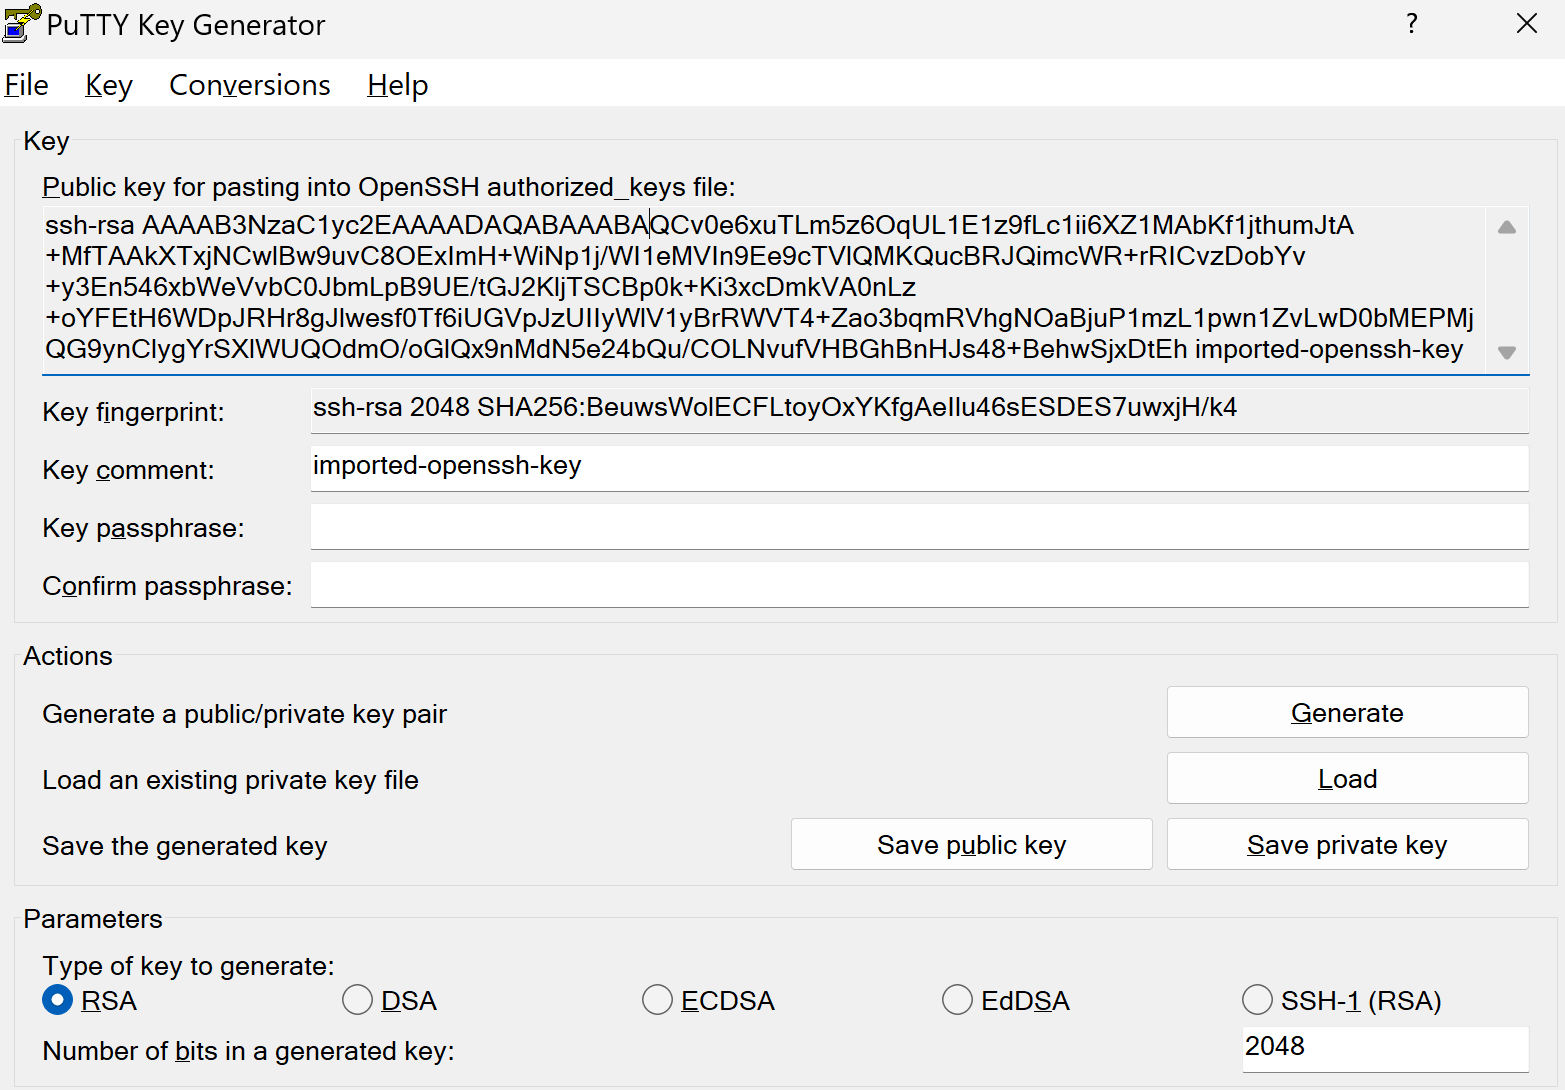 PuTTY Key Generator
?
File Key Conversions Help
Key
Public key for pasting into OpenSSH authorized_keys file:
ssh-rsa AAAAB3NzaC1yc2EAAAADAQABAAABAQCv0e6xuTLm5z6OqUL1E1z9fLc1ii6XZ1MAbKf1jthumJtA
+MfTAAkXTxjNCwlBw9uvC8OExImH+WiNp1j/WI1eMVIn9Ee9cTVlQMKQucBRJQimcWR+rRICvzDobYv
+y3En546xbWeVvbC0JbmLpB9UE/tGJ2KljTSCBp0k+Ki3xcDmkVA0nLz
+oYFEtH6WDpJRHr8gJlwesf0Tf6iUGVpJzUIIyWlV1yBrRWVT4+Zao3bqmRVhgNOaBjuP1mzL1pwn1ZvLwD0bMEPMj
QG9ynClygYrSXlWUQOdmO/oGlQx9nMdN5e24bQu/COLNvufVHBGhBnHJs48+BehwSjxDtEh imported-openssh-key
Key fingerprint: ssh-rsa 2048 SHA256:BeuwsWolECFLtoyOxYKfgAeIlu46sESDES7uwxjH/k4
Key comment: imported-openssh-key
Key passphrase:
Confirm passphrase:
Actions
Generate a public/private key pair Generate
Load an existing private key file Load
Save the generated key Save public key Save private key
Parameters
Type of key to generate:
RSA DSA ECDSA EdDSA SSH-1 (RSA)
Number of bits in a generated key: 2048